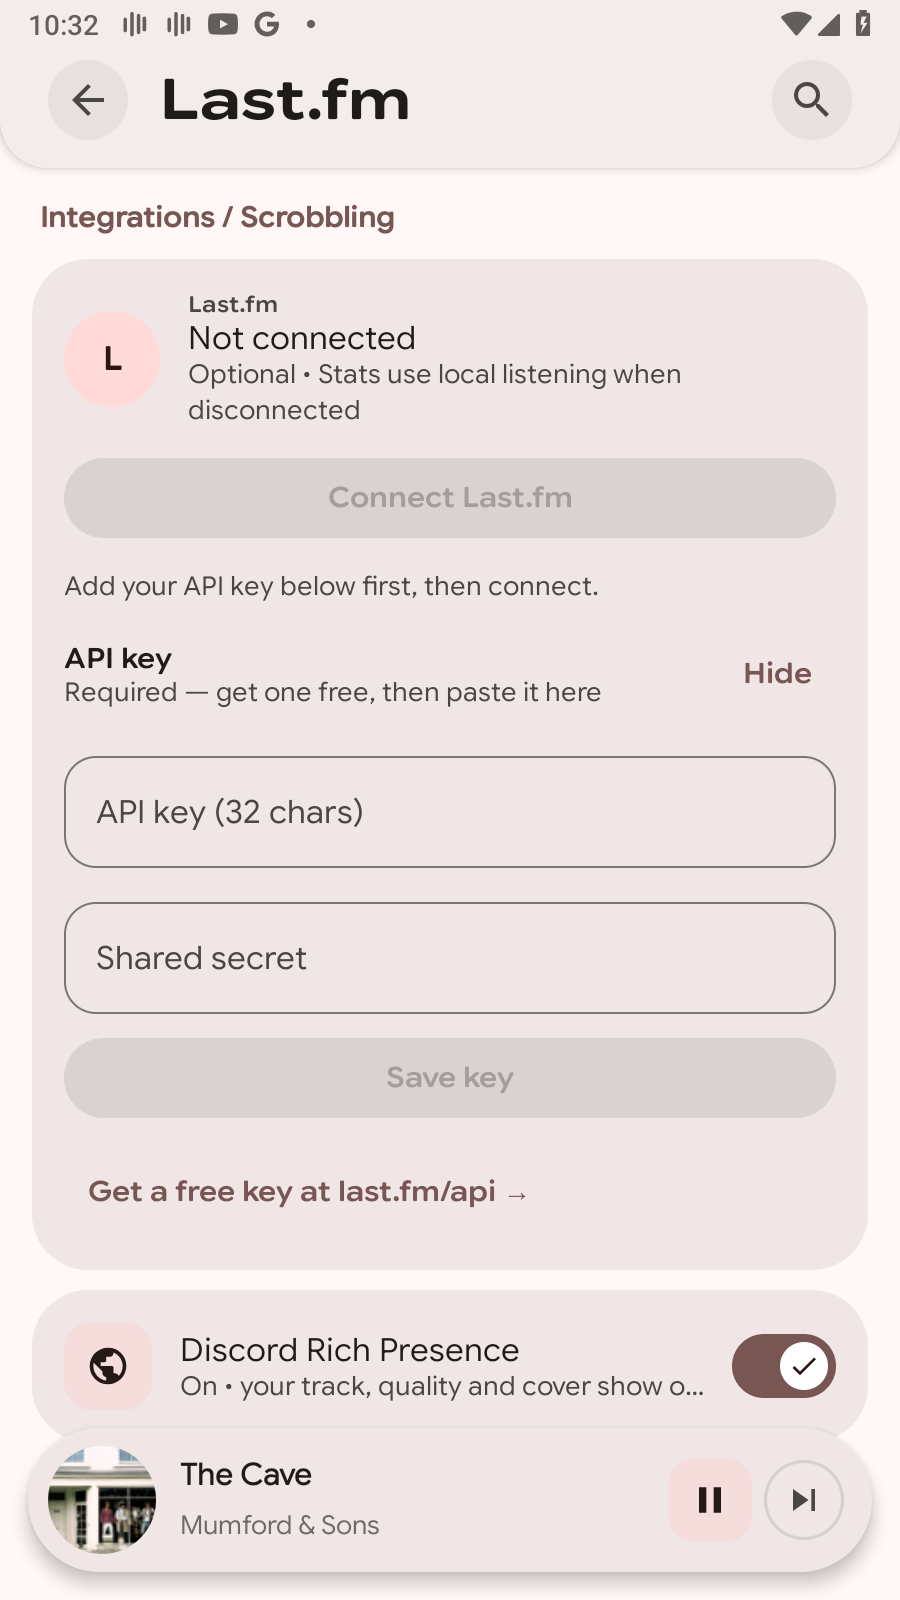 10:32
Last.fm
Integrations / Scrobbling
L
Last.fm
Not connected
Optional • Stats use local listening when
disconnected
Connect Last.fm
Add your API key below first, then connect.
API key
Required — get one free, then paste it here
Hide
API key (32 chars)
Shared secret
Save key
Get a free key at last.fm/api →
Discord Rich Presence
On • your track, quality and cover show o...
The Cave
Mumford & Sons